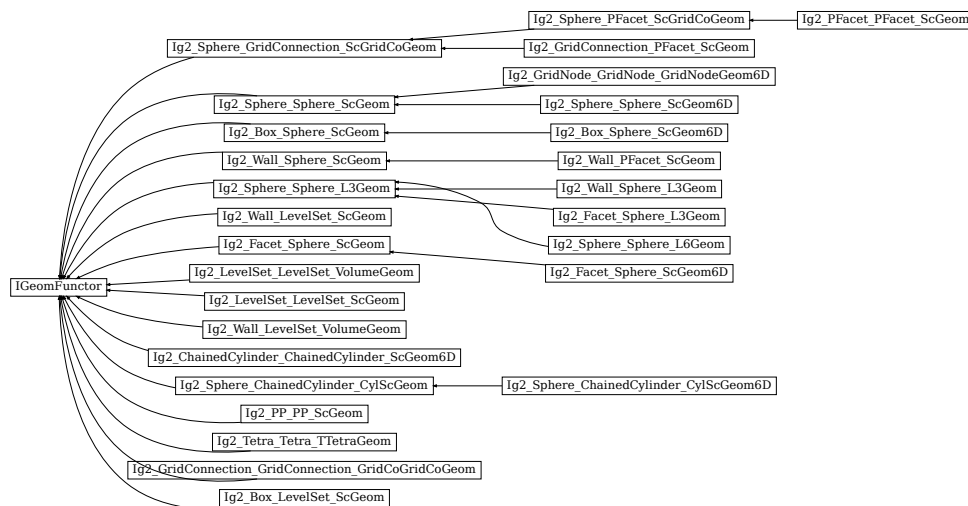 Ig2_Sphere_PFacet_ScGridCoGeom
Ig2_PFacet_PFacet_ScGeom
Ig2_Sphere_GridConnection_ScGridCoGeom
Ig2_GridConnection_PFacet_ScGeom
Ig2_GridNode_GridNode_GridNodeGeom6D
Ig2_Sphere_Sphere_ScGeom
Ig2_Sphere_Sphere_ScGeom6D
Ig2_Box_Sphere_ScGeom
Ig2_Box_Sphere_ScGeom6D
Ig2_Wall_Sphere_ScGeom
Ig2_Wall_PFacet_ScGeom
Ig2_Sphere_Sphere_L3Geom
Ig2_Wall_Sphere_L3Geom
Ig2_Wall_LevelSet_ScGeom
Ig2_Facet_Sphere_L3Geom
Ig2_Facet_Sphere_ScGeom
Ig2_Sphere_Sphere_L6Geom
Ig2_LevelSet_LevelSet_VolumeGeom
Ig2_Facet_Sphere_ScGeom6D
IGeomFunctor
Ig2_LevelSet_LevelSet_ScGeom
Ig2_Wall_LevelSet_VolumeGeom
Ig2_ChainedCylinder_ChainedCylinder_ScGeom6D
Ig2_Sphere_ChainedCylinder_CylScGeom
Ig2_Sphere_ChainedCylinder_CylScGeom6D
Ig2_PP_PP_ScGeom
Ig2_Tetra_Tetra_TTetraGeom
Ig2_GridConnection_GridConnection_GridCoGridCoGeom
Ig2_Box_LevelSet_ScGeom